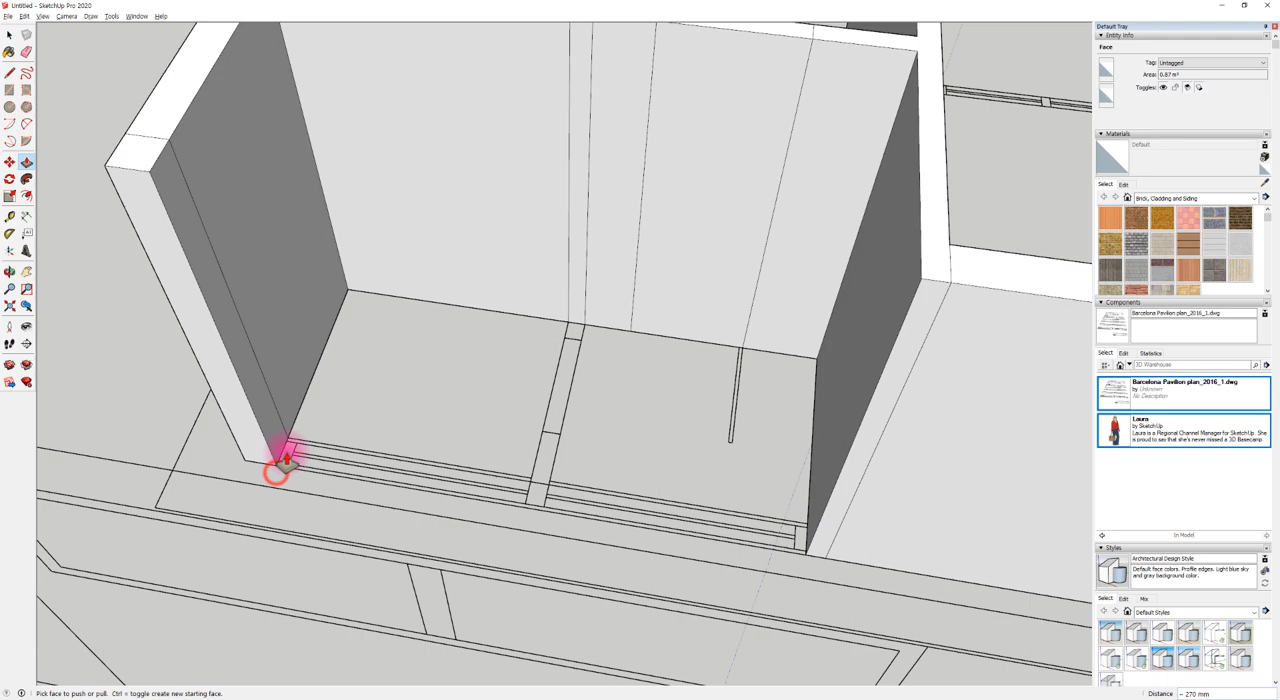 Untitled - SketchUp Pro 2020
File Edit View Camera Draw Tools Window Help
Default Tray
Entity Info
Face
Tag: Untagged
Area: 0.87 m²
Toggles:
Materials
Default
Select Edit
Brick, Cladding and Siding
Components
Barcelona Pavilion plan_2016_1.dwg
Select Edit Statistics
3D Warehouse
Barcelona Pavilion plan_2016_1.dwg
by Unknown
No Description
Laura
by SketchUp
Laura is a Regional Channel Manager for SketchUp. She
is proud to say that she's never missed a 3D Basecamp
In Model
Styles
Architectural Design Style
Default face colors. Profile edges. Light blue sky
and gray background color.
Select Edit Mix
Default Styles
Pick face to push or pull. Ctrl = toggle create new starting face.
Distance ~ 270 mm